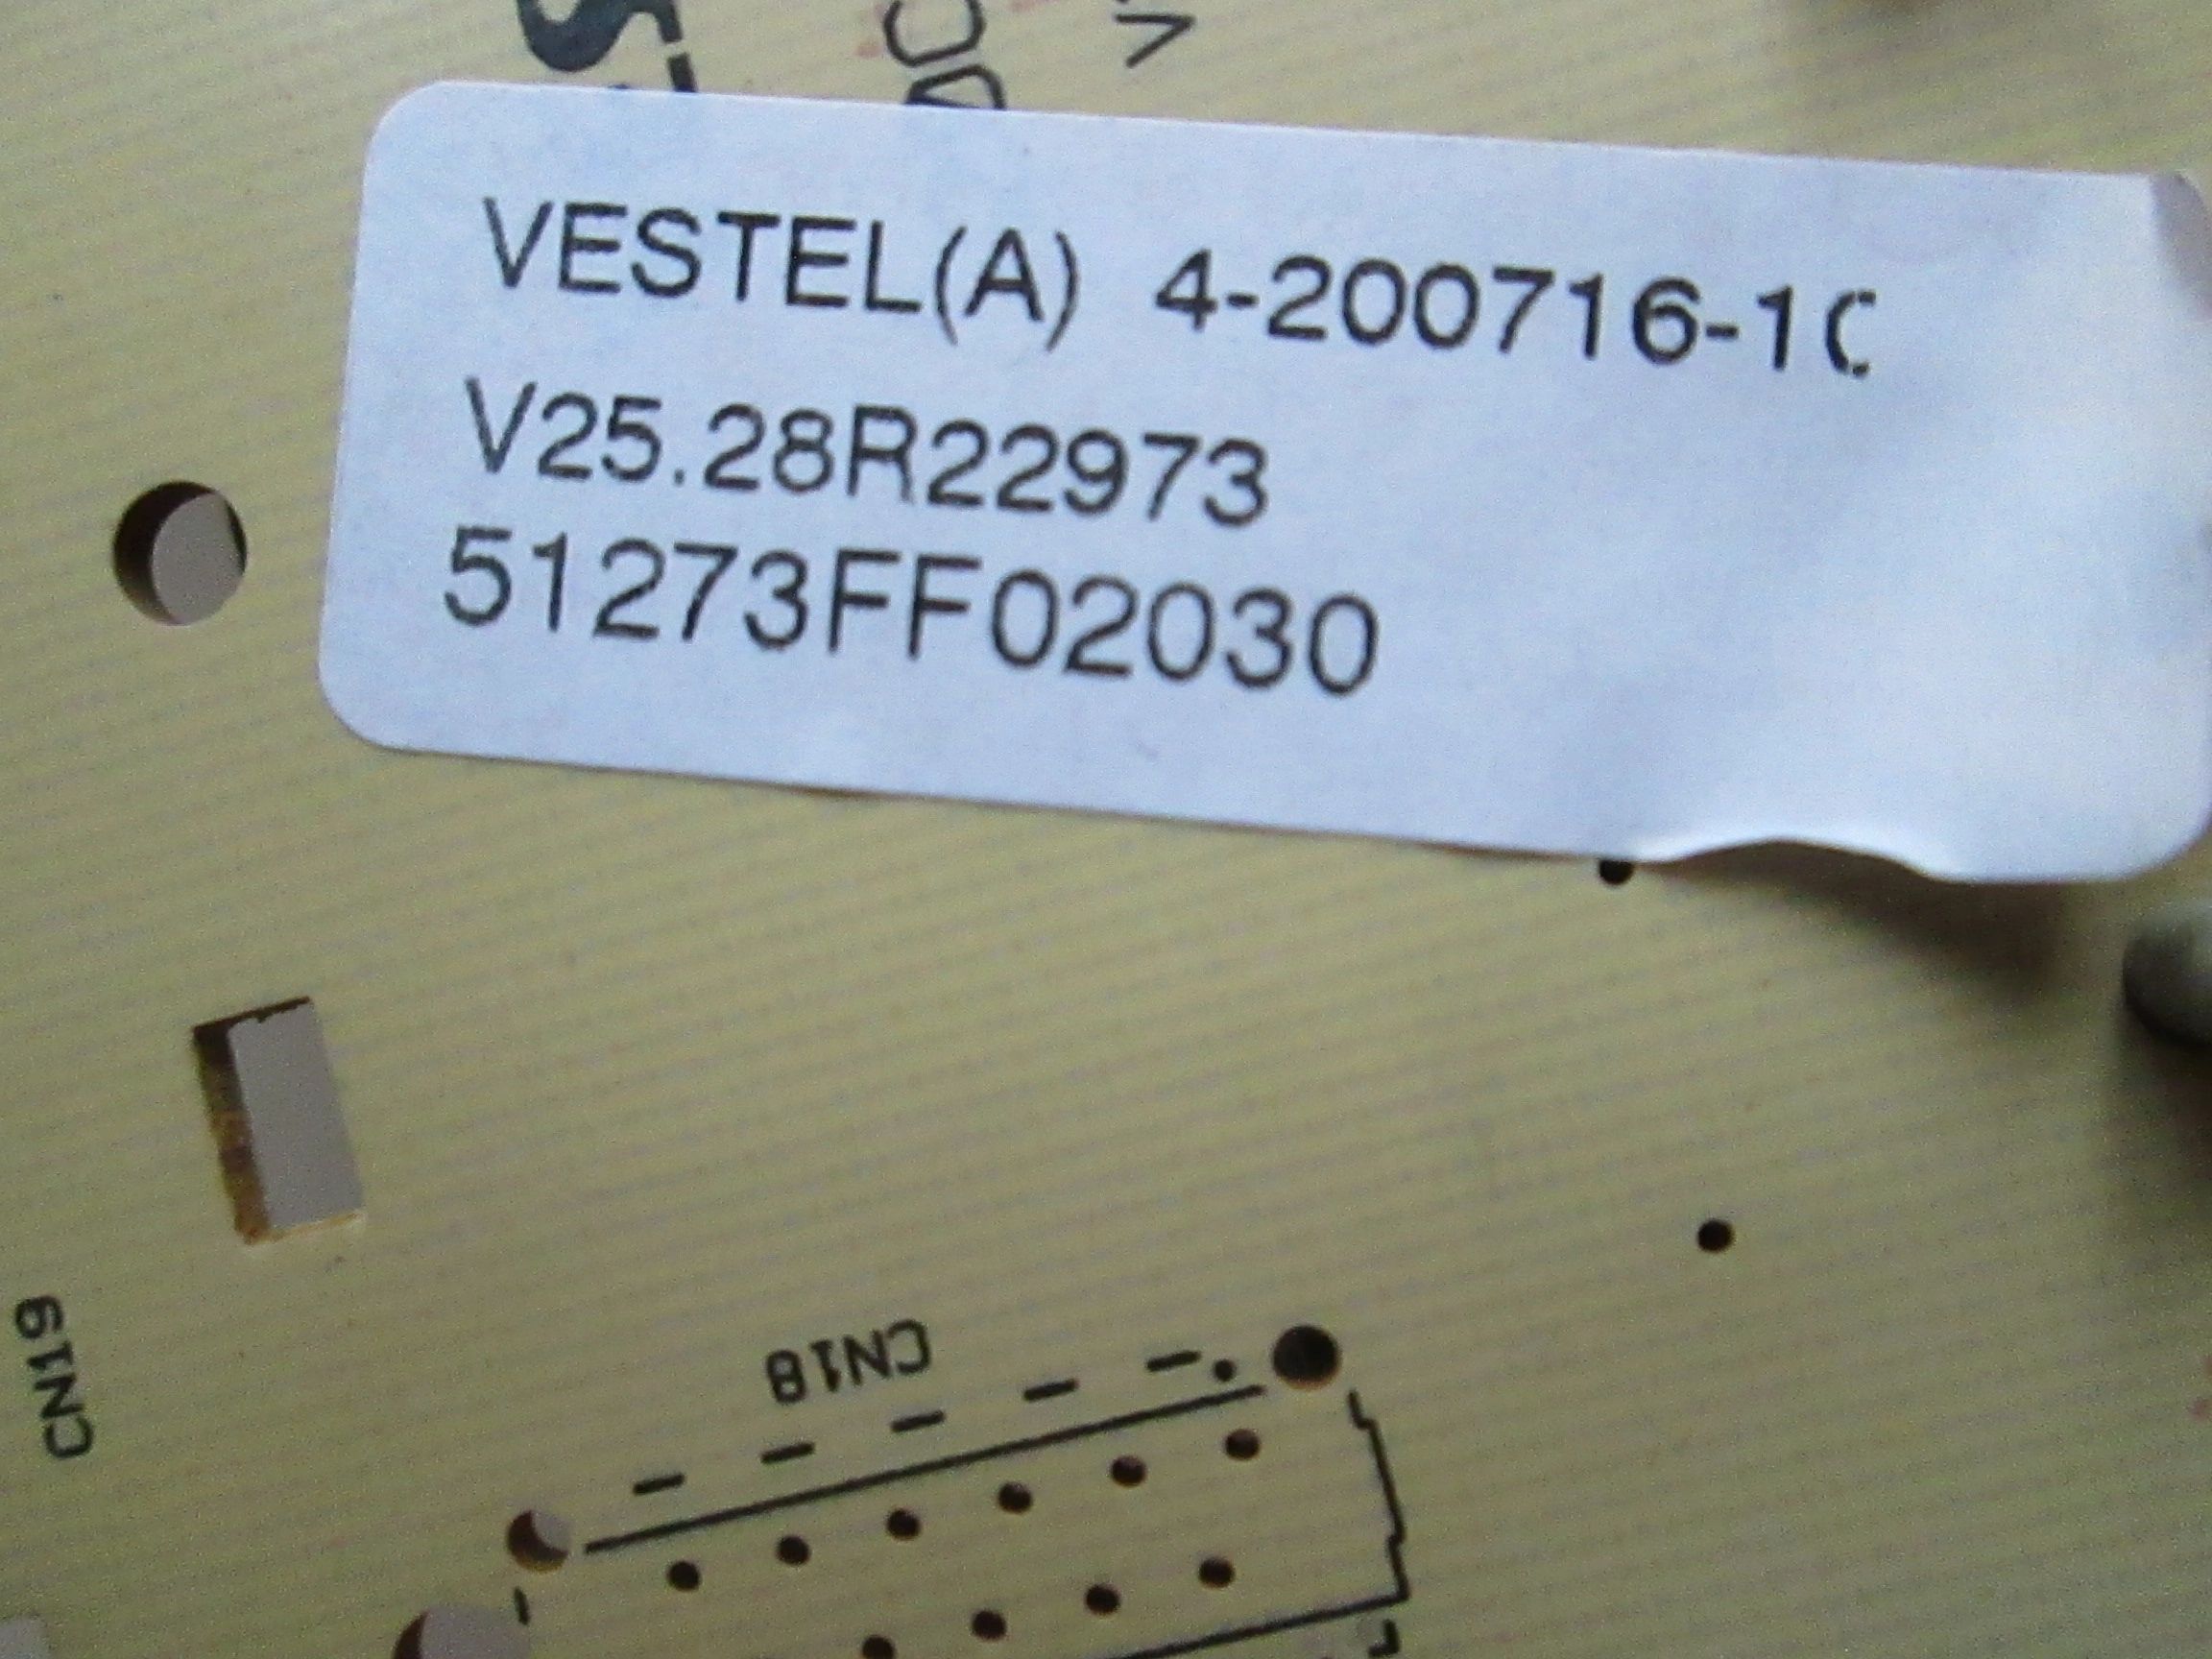 VESTEL(A) 4-200716-1
V25.28R22973
51273FF02030
CN19
CN18